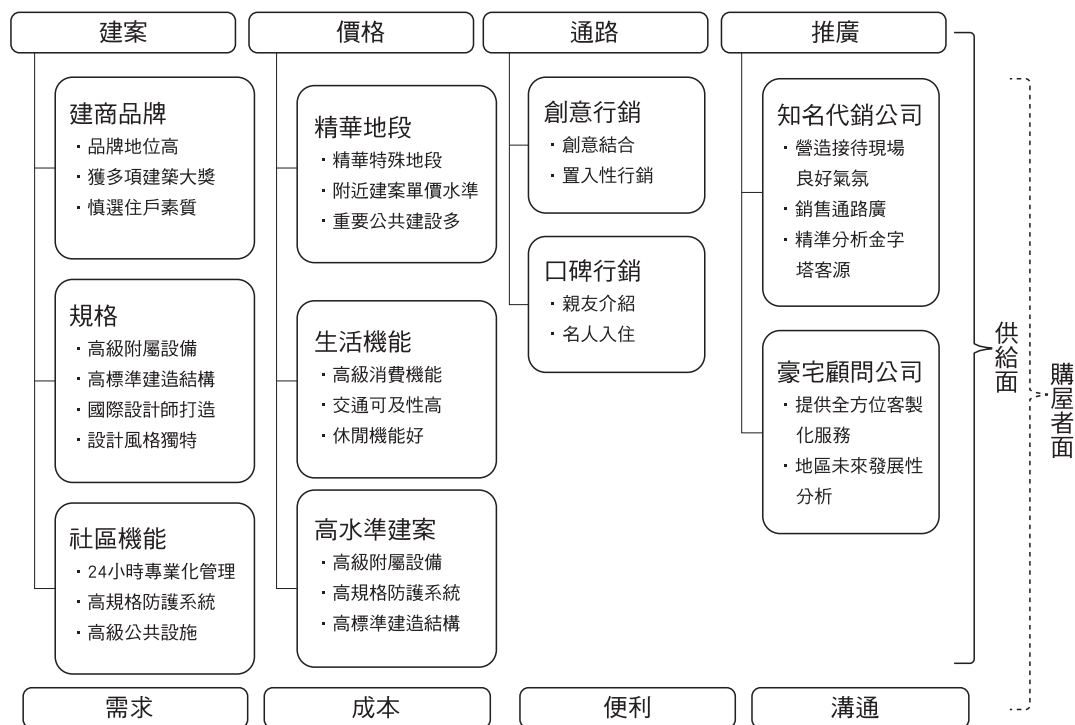 建案
建商品牌
・品牌地位高
・獲多項建築大獎
・慎選住戶素質
規格
・高級附屬設備
・高標準建造結構
・國際設計師打造
・設計風格獨特
社區機能
・24小時專業化管理
・高規格防護系統
・高級公共設施
需求
價格
精華地段
・精華特殊地段
・附近建案單價水準
・重要公共建設多
生活機能
・高級消費機能
・交通可及性高
・休閒機能好
高水準建案
・高級附屬設備
・高規格防護系統
・高標準建造結構
成本
通路
創意行銷
・創意結合
・置入性行銷
口碑行銷
・親友介紹
・名人入住
便利
推廣
知名代銷公司
・營造接待現場
良好氣氛
・銷售通路廣
・精準分析金字
塔客源
豪宅顧問公司
・提供全方位客製
化服務
・地區未來發展性
分析
溝通
供給面
購屋者面